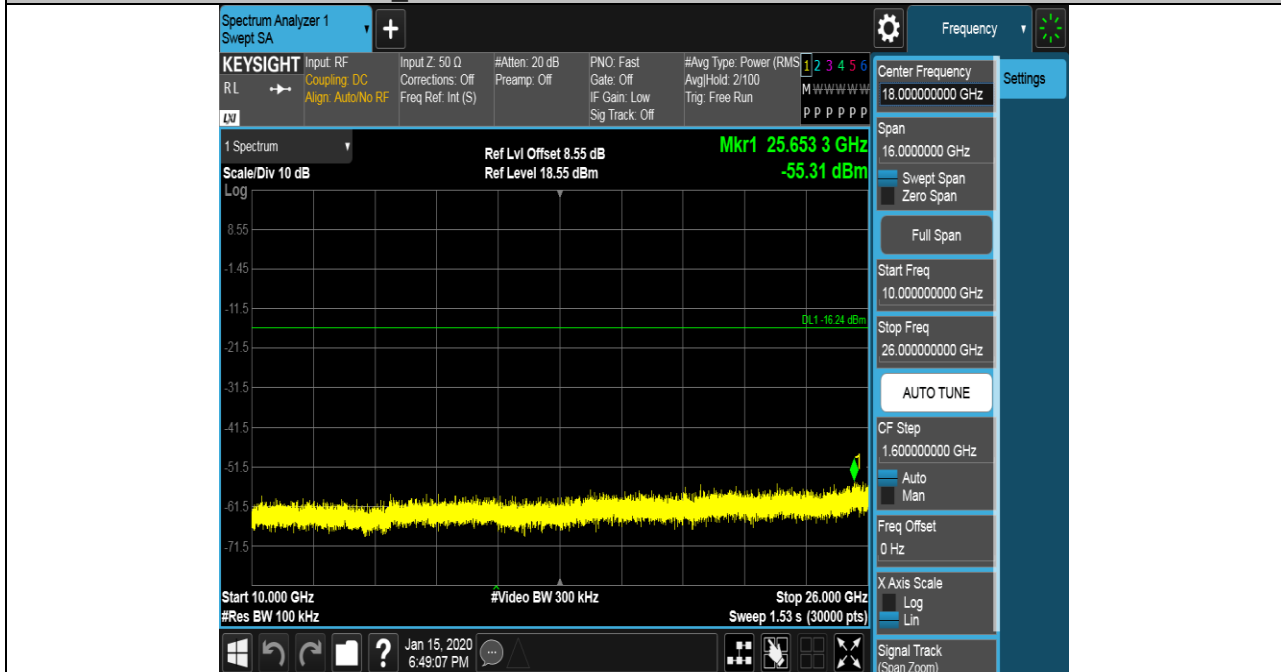 Spectrum Analyzer 1
Swept SA
+
Frequency
KEYSIGHT
RL
LXI
Input: RF
Coupling: DC
Align: Auto/No RF
Input Z: 50 Ω
Corrections: Off
Freq Ref: Int (S)
#Atten: 20 dB
Preamp: Off
PNO: Fast
Gate: Off
IF Gain: Low
Sig Track: Off
#Avg Type: Power (RMS
Avg|Hold: 2/100
Trig: Free Run
1 2 3 4 5 6
M W W W W W
P P P P P P
1 Spectrum
Scale/Div 10 dB
Log
Ref Lvl Offset 8.55 dB
Ref Level 18.55 dBm
Mkr1 25.653 3 GHz
-55.31 dBm
8.55
-1.45
-11.5
DL1 -16.24 dBm
-21.5
-31.5
-41.5
-51.5
1
-61.5
-71.5
Start 10.000 GHz
#Res BW 100 kHz
#Video BW 300 kHz
Stop 26.000 GHz
Sweep 1.53 s (30000 pts)
?
Jan 15, 2020
6:49:07 PM
Center Frequency
18.000000000 GHz
Settings
Span
16.0000000 GHz
Swept Span
Zero Span
Full Span
Start Freq
10.000000000 GHz
Stop Freq
26.000000000 GHz
AUTO TUNE
CF Step
1.600000000 GHz
Auto
Man
Freq Offset
0 Hz
X Axis Scale
Log
Lin
Signal Track
(Span Zoom)